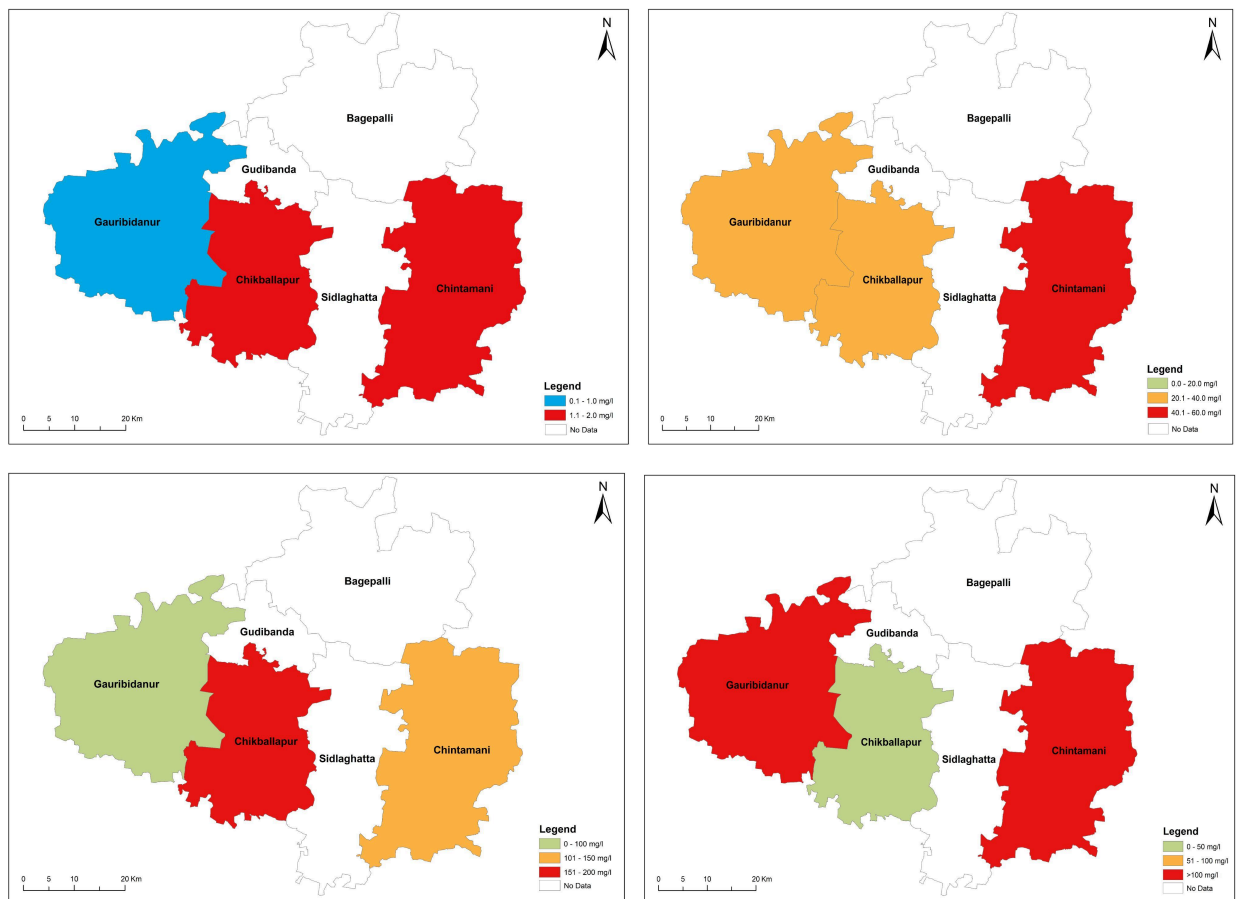 N
Bagepalli
Gudibanda
Gauribidanur
Chikballapur
Sidlaghatta
Chintamani
Legend
0.1 - 1.0 mg/l
1.1 - 2.0 mg/l
No Data
0 5 10 20 Km
N
Bagepalli
Gudibanda
Gauribidanur
Chikballapur
Sidlaghatta
Chintamani
Legend
0.0 - 20.0 mg/l
20.1 - 40.0 mg/l
40.1 - 60.0 mg/l
No Data
0 5 10 20 Km
N
Bagepalli
Gudibanda
Gauribidanur
Chikballapur
Sidlaghatta
Chintamani
Legend
0 - 100 mg/l
101 - 150 mg/l
151 - 200 mg/l
No Data
0 5 10 20 Km
N
Bagepalli
Gudibanda
Gauribidanur
Chikballapur
Sidlaghatta
Chintamani
Legend
0 - 50 mg/l
51 - 100 mg/l
>100 mg/l
No Data
0 5 10 20 Km